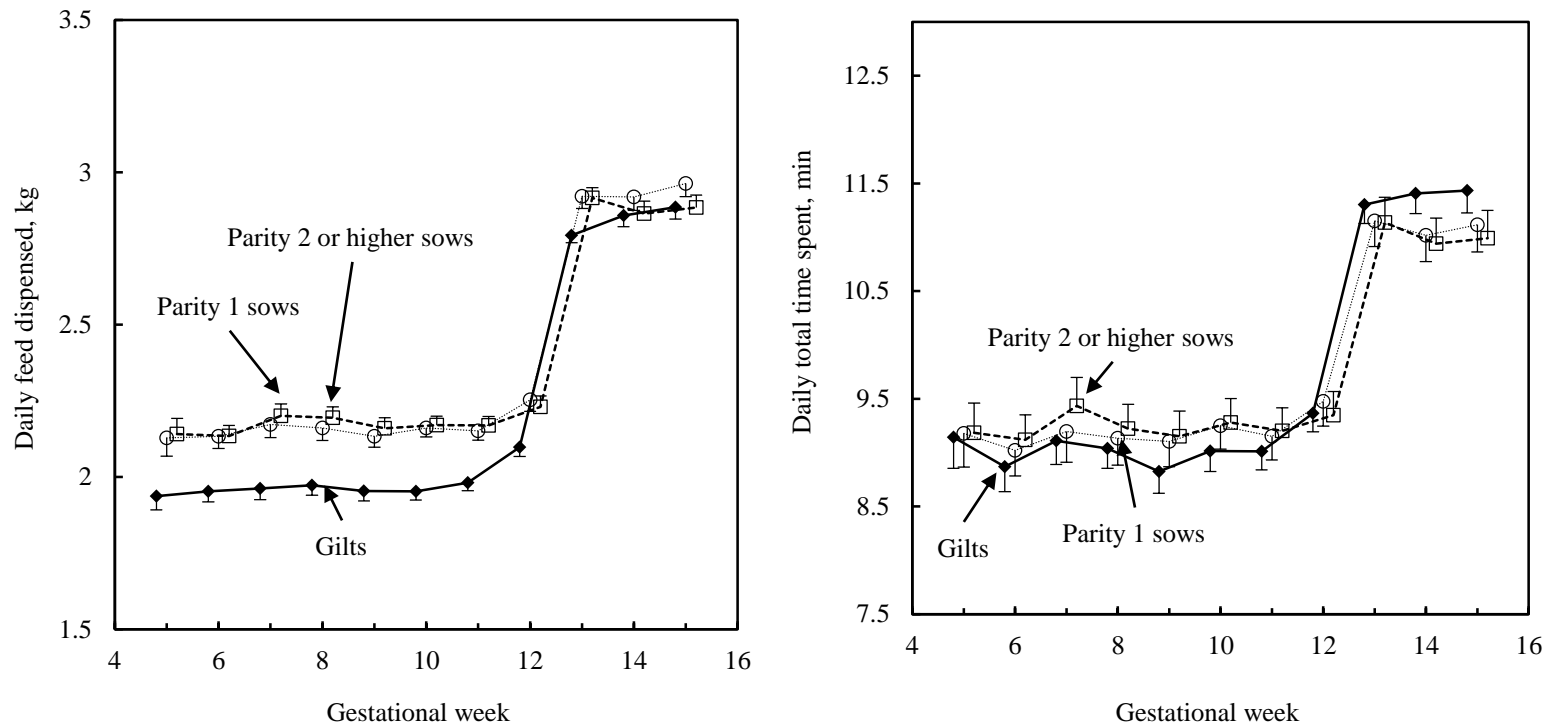 3.5
3
2.5
2
1.5
Daily feed dispensed, kg
Parity 2 or higher sows
Parity 1 sows
Gilts
4 6 8 10 12 14 16
Gestational week
12.5
11.5
10.5
9.5
8.5
7.5
Daily total time spent, min
Parity 2 or higher sows
Parity 1 sows
Gilts
4 6 8 10 12 14 16
Gestational week